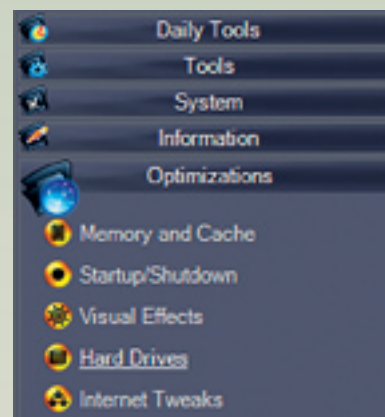 Daily Tools
Tools
System
Information
Optimizations
Memory and Cache
Startup/Shutdown
Visual Effects
Hard Drives
Internet Tweaks